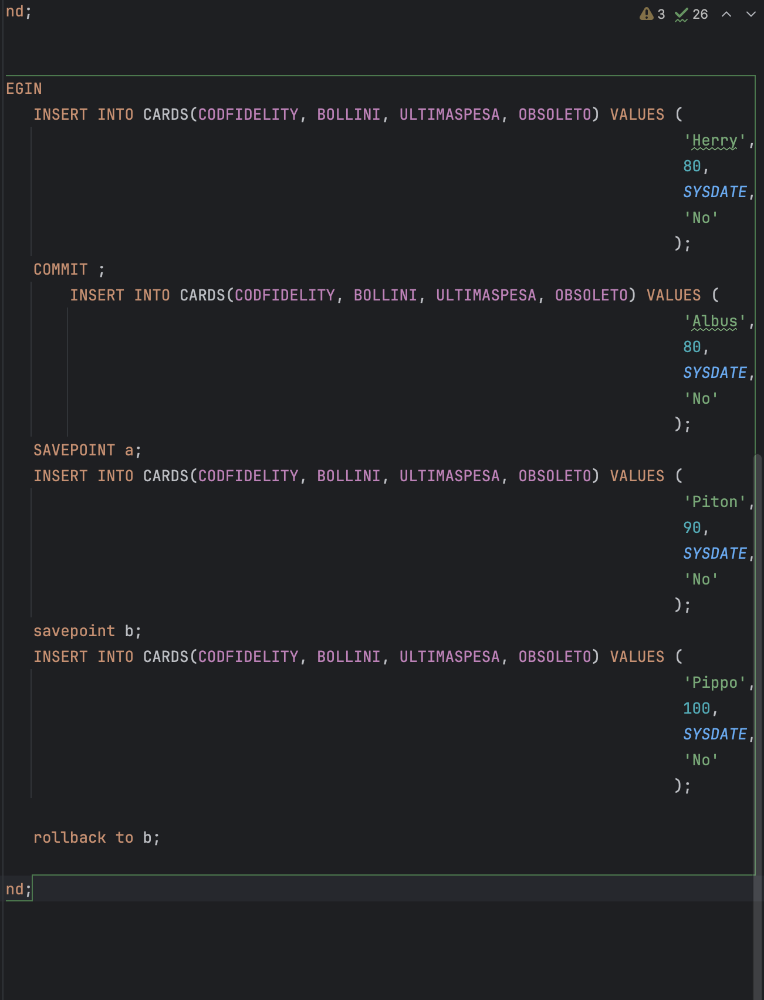 nd;
3 26
EGIN
INSERT INTO CARDS(CODFIDELITY, BOLLINI, ULTIMASPESA, OBSOLETO) VALUES (
'Herry',
80,
SYSDATE,
'No'
);
COMMIT ;
INSERT INTO CARDS(CODFIDELITY, BOLLINI, ULTIMASPESA, OBSOLETO) VALUES (
'Albus',
80,
SYSDATE,
'No'
);
SAVEPOINT a;
INSERT INTO CARDS(CODFIDELITY, BOLLINI, ULTIMASPESA, OBSOLETO) VALUES (
'Piton',
90,
SYSDATE,
'No'
);
savepoint b;
INSERT INTO CARDS(CODFIDELITY, BOLLINI, ULTIMASPESA, OBSOLETO) VALUES (
'Pippo',
100,
SYSDATE,
'No'
);
rollback to b;
nd;